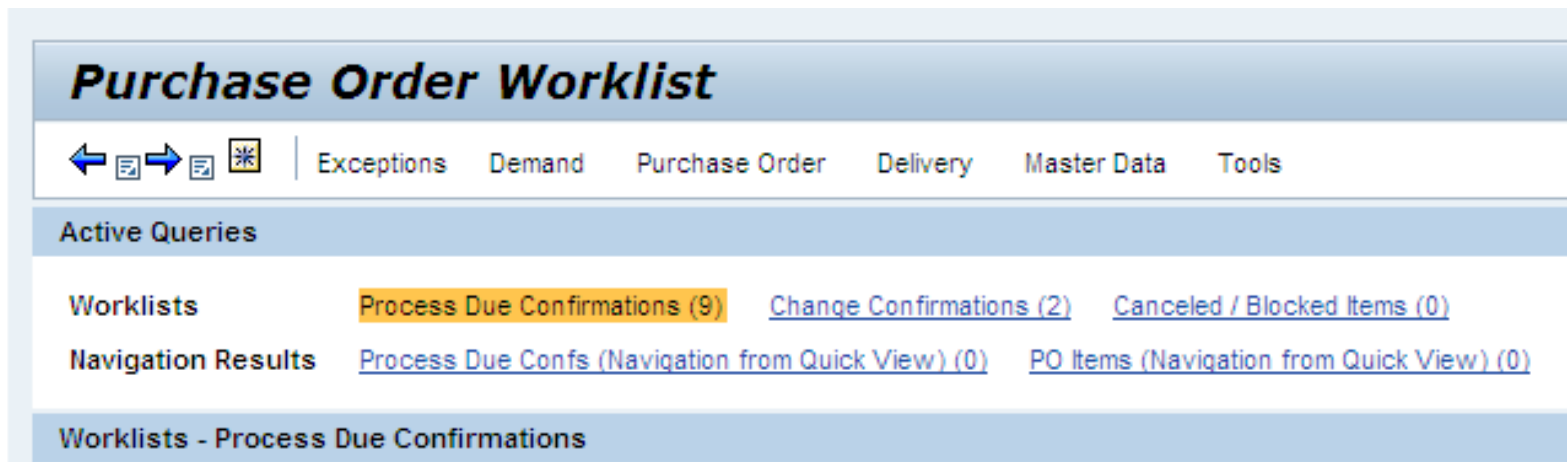 Purchase Order Worklist
Exceptions Demand Purchase Order Delivery Master Data Tools
Active Queries
Worklists Process Due Confirmations (9) Change Confirmations (2) Canceled / Blocked Items (0)
Navigation Results Process Due Confs (Navigation from Quick View) (0) PO Items (Navigation from Quick View) (0)
Worklists - Process Due Confirmations